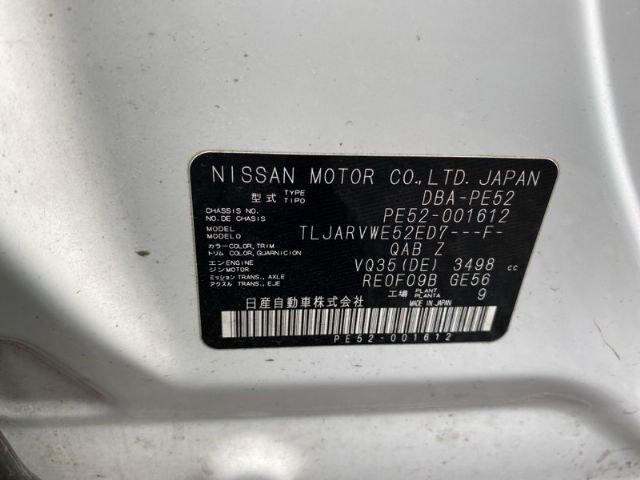 NISSAN MOTOR CO.,LTD. JAPAN
型式 TYPE TIPO DBA-PE52
CHASSIS NO. NO. DE CHASIS PE52-001612
MODEL MODELO TLJARVWE52ED7---F-
カラー COLOR, TRIM トリム COLOR, GUARNICION QAB Z
エンジン ENGINE MOTOR VQ35(DE) 3498 cc
ミッション TRANS., AXLE アクスル TRANS., EJE RE0F09B GE56
日産自動車株式会社 工場 PLANT PLANTA MADE IN JAPAN 9
PE52-001612